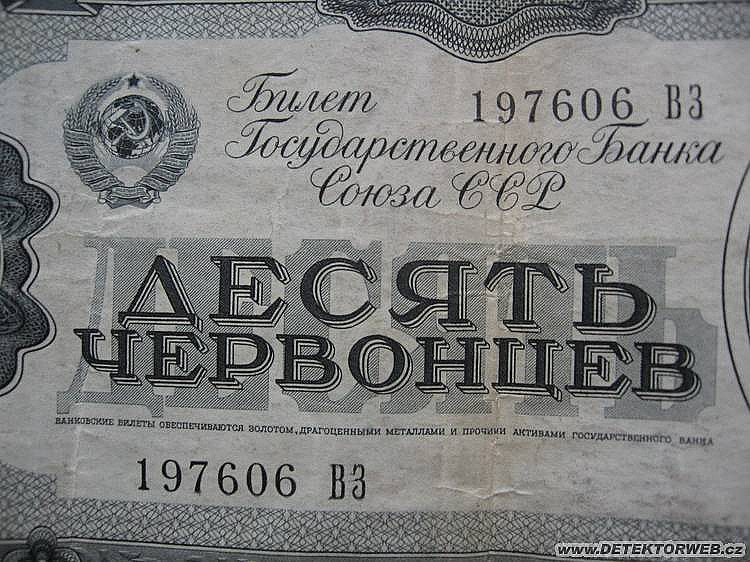 Билет
197606 ВЗ
Государственного Банка
Союза ССР
ДЕСЯТЬ
ЧЕРВОНЦЕВ
БАНКОВСКИЕ БИЛЕТЫ ОБЕСПЕЧИВАЮТСЯ ЗОЛОТОМ, ДРАГОЦЕННЫМИ МЕТАЛЛАМИ И ПРОЧИМИ АКТИВАМИ ГОСУДАРСТВЕННОГО БАНКА
197606 ВЗ
www.DETEKTORWEB.cz